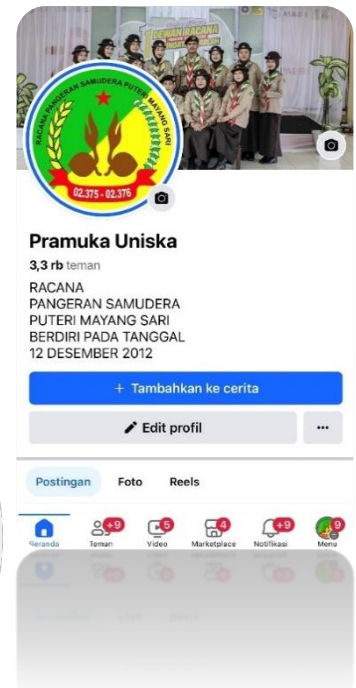 DEWAN RACANA
RACANA PANGERAN SAMUDERA PUTERI MAYANG SARI
02.375 - 02.376
Pramuka Uniska
3,3 rb teman
RACANA
PANGERAN SAMUDERA
PUTERI MAYANG SARI
BERDIRI PADA TANGGAL
12 DESEMBER 2012
+ Tambahkan ke cerita
Edit profil
Postingan Foto Reels
+9 5 4 +9 9
Beranda Teman Video Marketplace Notifikasi Menu